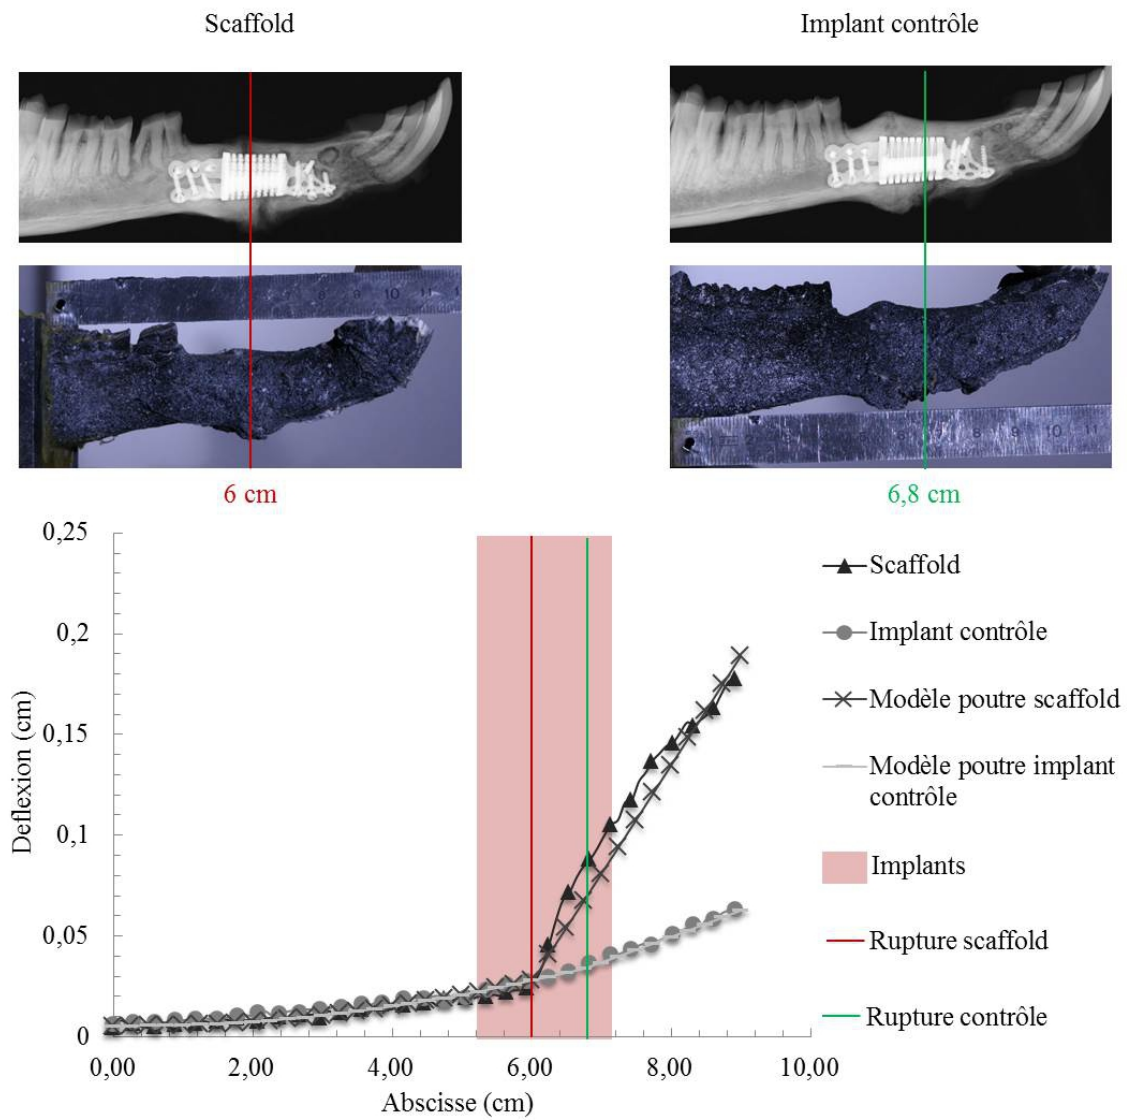 Scaffold
Implant contrôle
6 cm
6,8 cm
0,25
0,2
0,15
0,1
0,05
0
Deflexion (cm)
0,00
2,00
4,00
6,00
8,00
10,00
Abscisse (cm)
Scaffold
Implant contrôle
Modèle poutre scaffold
Modèle poutre implant
contrôle
Implants
Rupture scaffold
Rupture contrôle